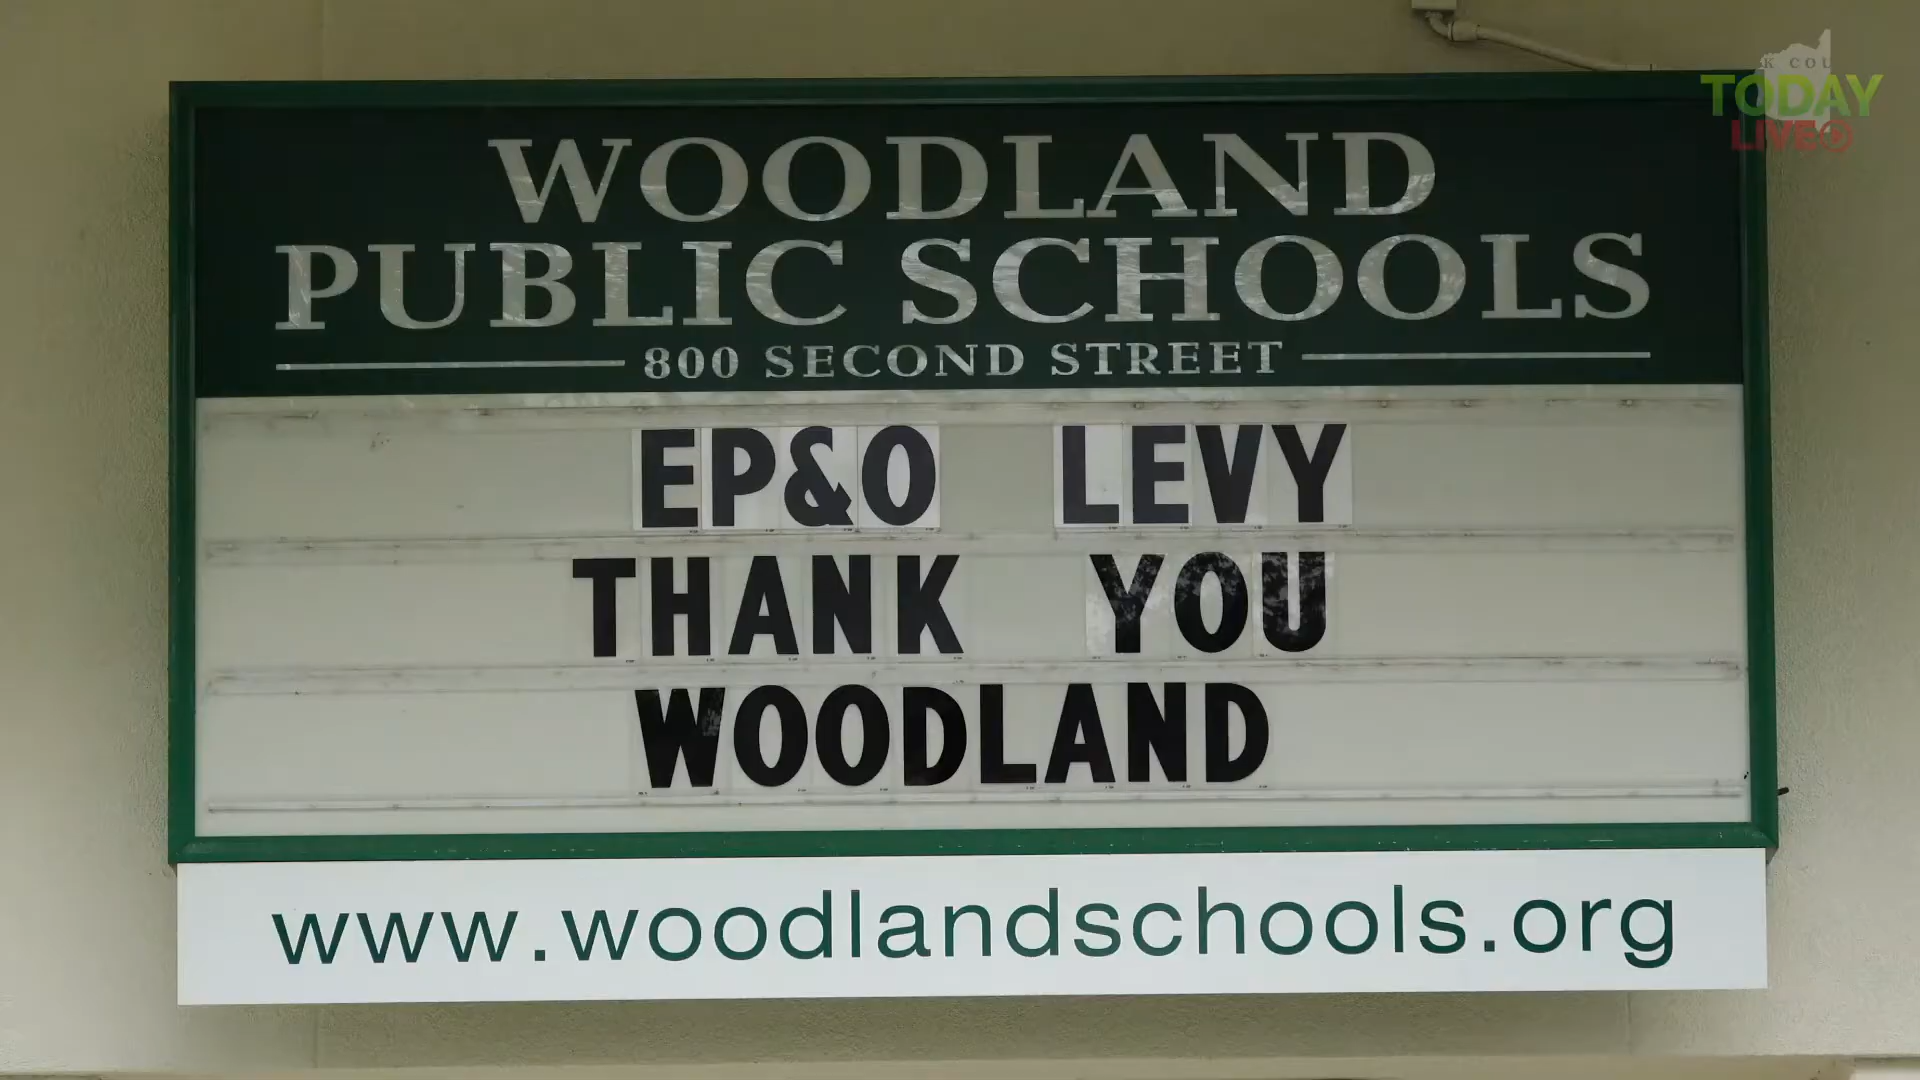 WOODLAND
PUBLIC SCHOOLS
800 SECOND STREET
EP&O LEVY
THANK YOU
WOODLAND
www.woodlandschools.org
TODAY
LIVE